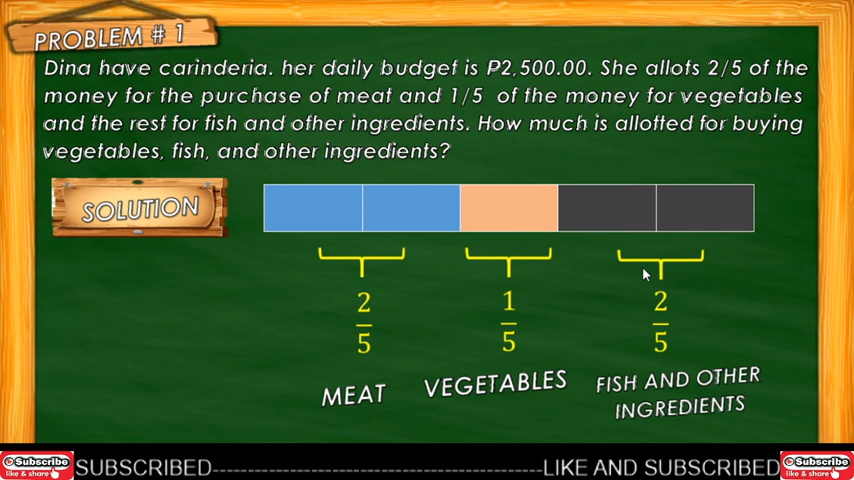 PROBLEM # 1
Dina have carinderia. her daily budget is ₱2,500.00. She allots 2/5 of the
money for the purchase of meat and 1/5 of the money for vegetables
and the rest for fish and other ingredients. How much is allotted for buying
vegetables, fish, and other ingredients?
SOLUTION
2/5 1/5 2/5
MEAT VEGETABLES FISH AND OTHER
INGREDIENTS
Subscribe SUBSCRIBED--------------------------------------------------LIKE AND SUBSCRIBED Subscribe
like & share like & share